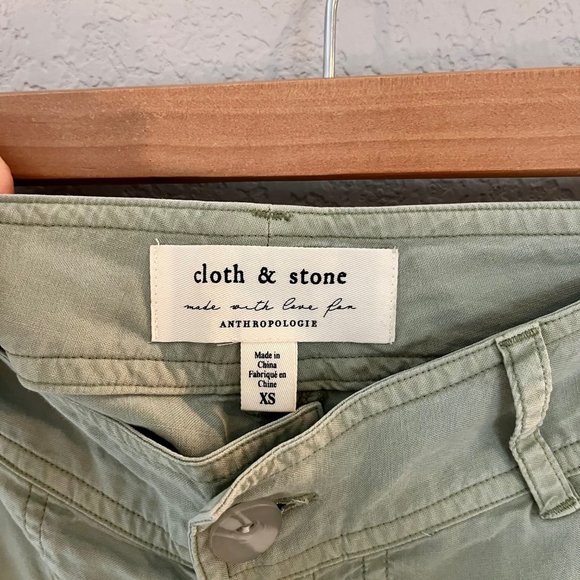 cloth & stone
made with love for
ANTHROPOLOGIE
Made in
China
Fabriqué en
Chine
XS